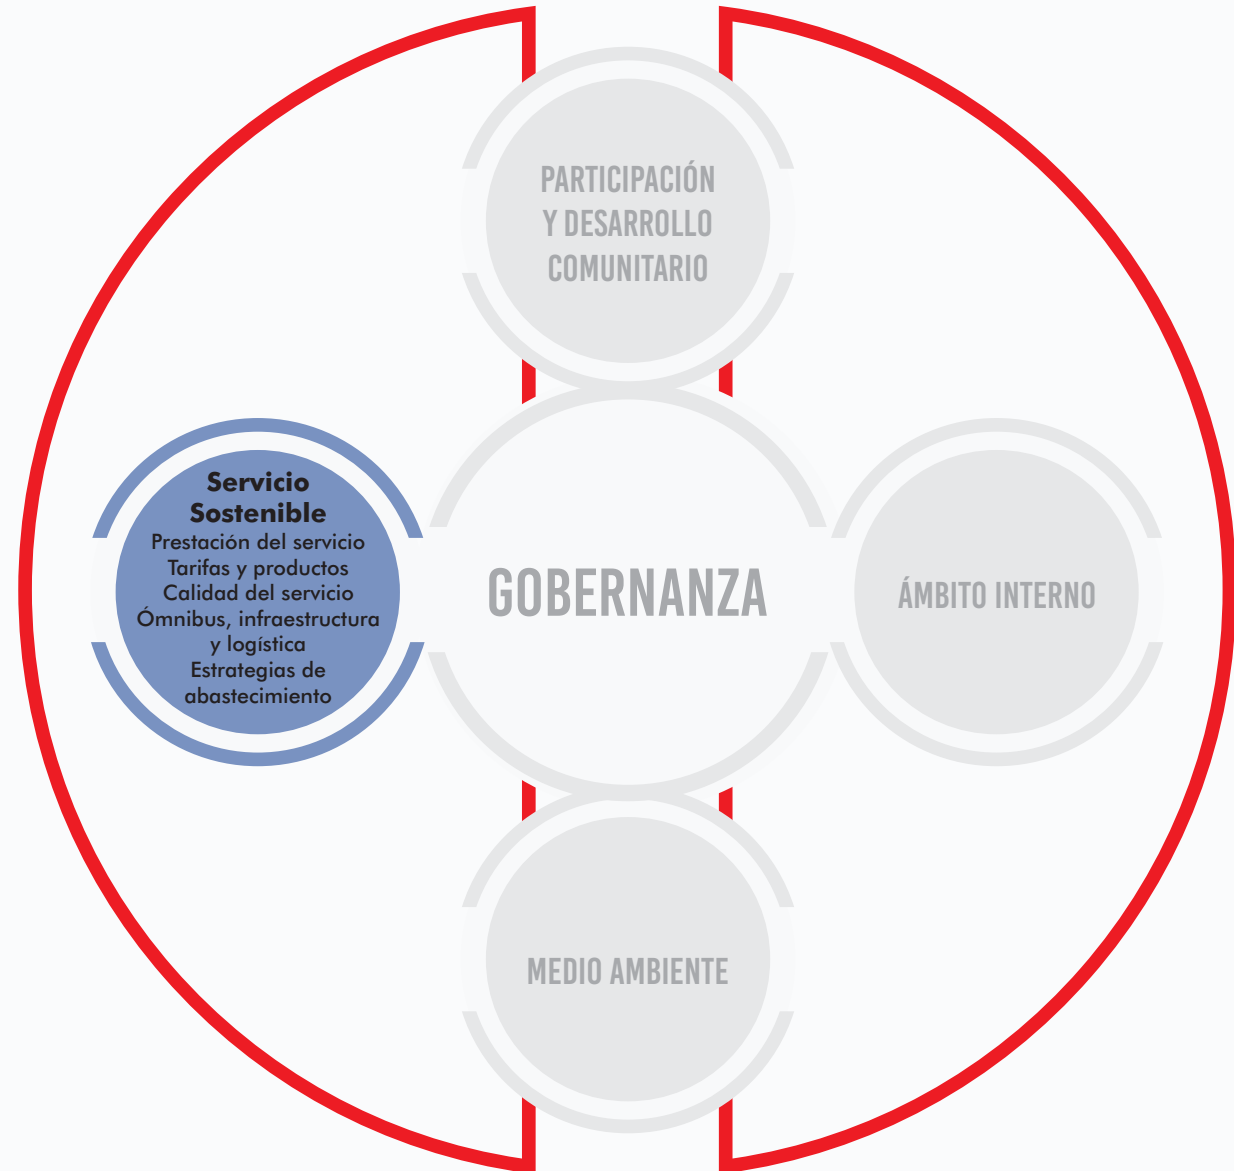 PARTICIPACIÓN
Y DESARROLLO
COMUNITARIO
Servicio
Sostenible
Prestación del servicio
Tarifas y productos
Calidad del servicio
Ómnibus, infraestructura
y logística
Estrategias de
abastecimiento
GOBERNANZA
ÁMBITO INTERNO
MEDIO AMBIENTE